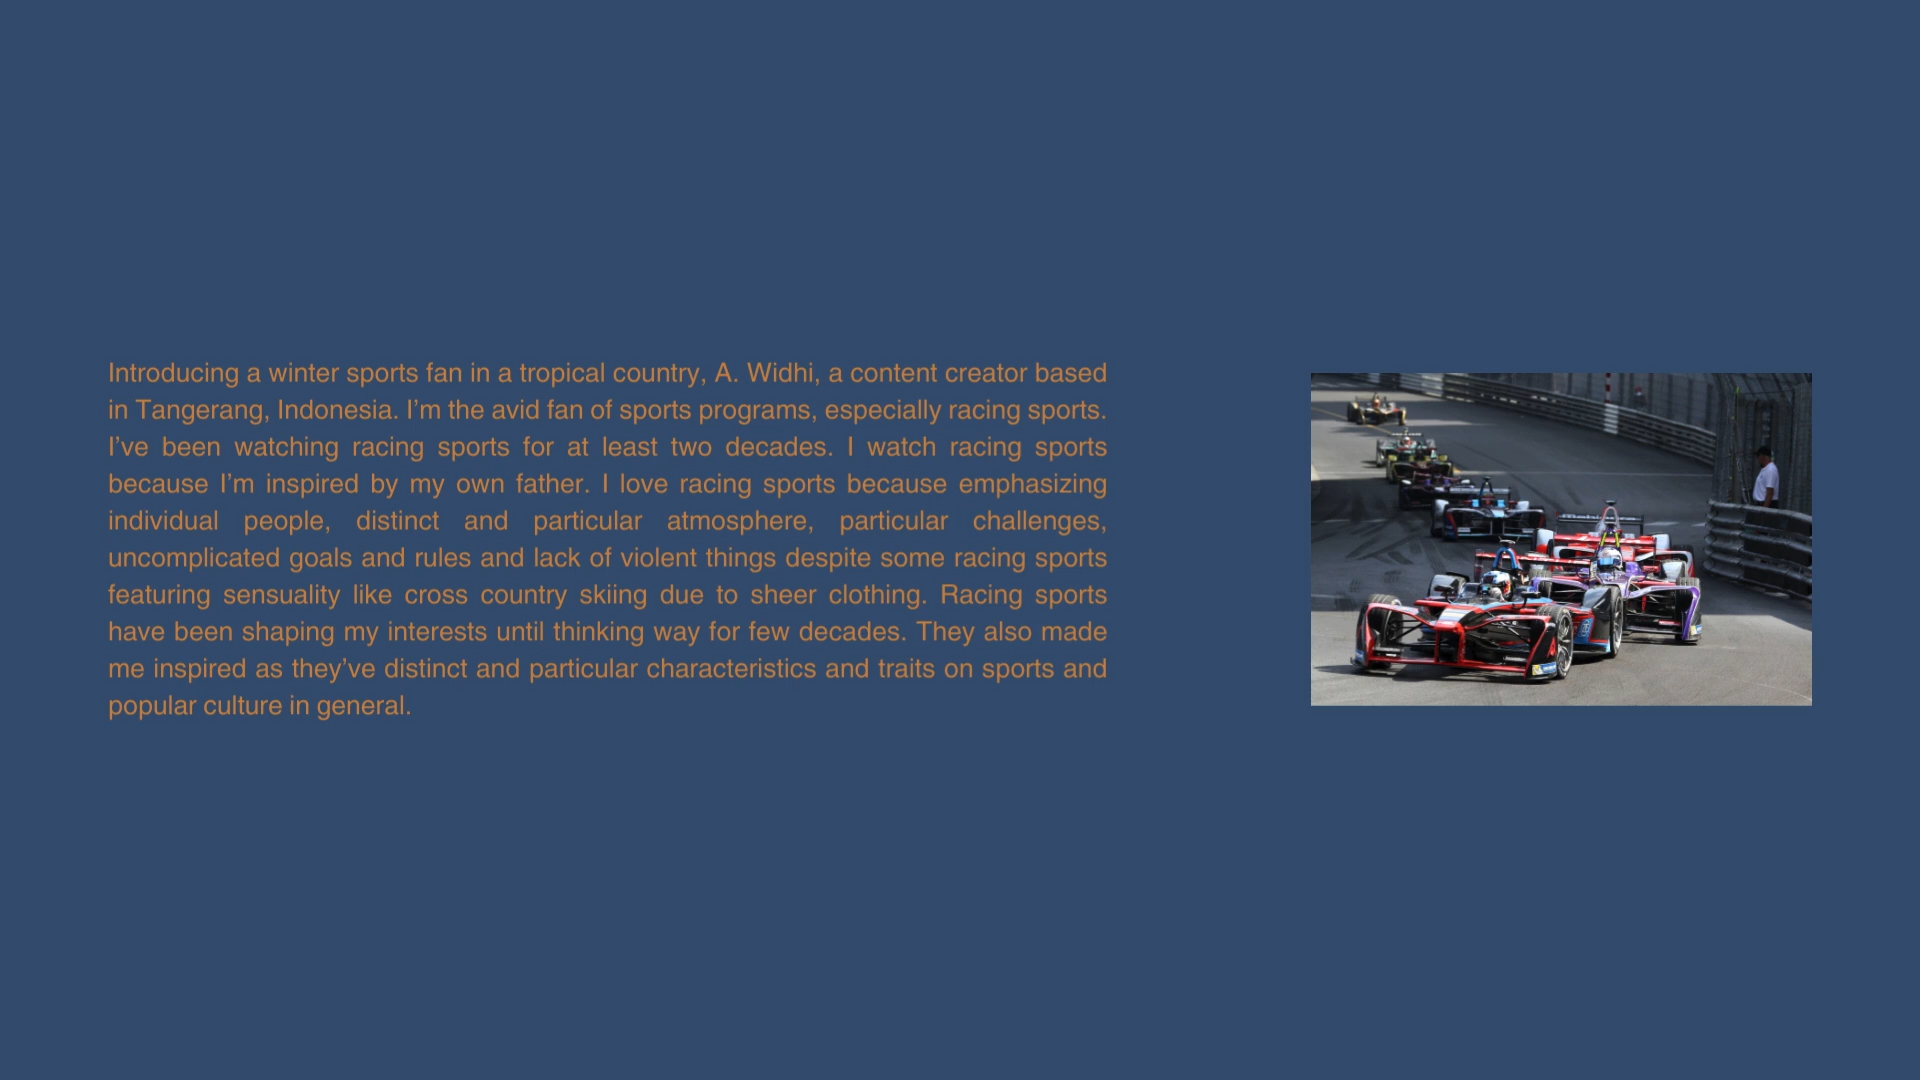 Introducing a winter sports fan in a tropical country, A. Widhi, a content creator based
in Tangerang, Indonesia. I’m the avid fan of sports programs, especially racing sports.
I’ve been watching racing sports for at least two decades. I watch racing sports
because I’m inspired by my own father. I love racing sports because emphasizing
individual people, distinct and particular atmosphere, particular challenges,
uncomplicated goals and rules and lack of violent things despite some racing sports
featuring sensuality like cross country skiing due to sheer clothing. Racing sports
have been shaping my interests until thinking way for few decades. They also made
me inspired as they’ve distinct and particular characteristics and traits on sports and
popular culture in general.